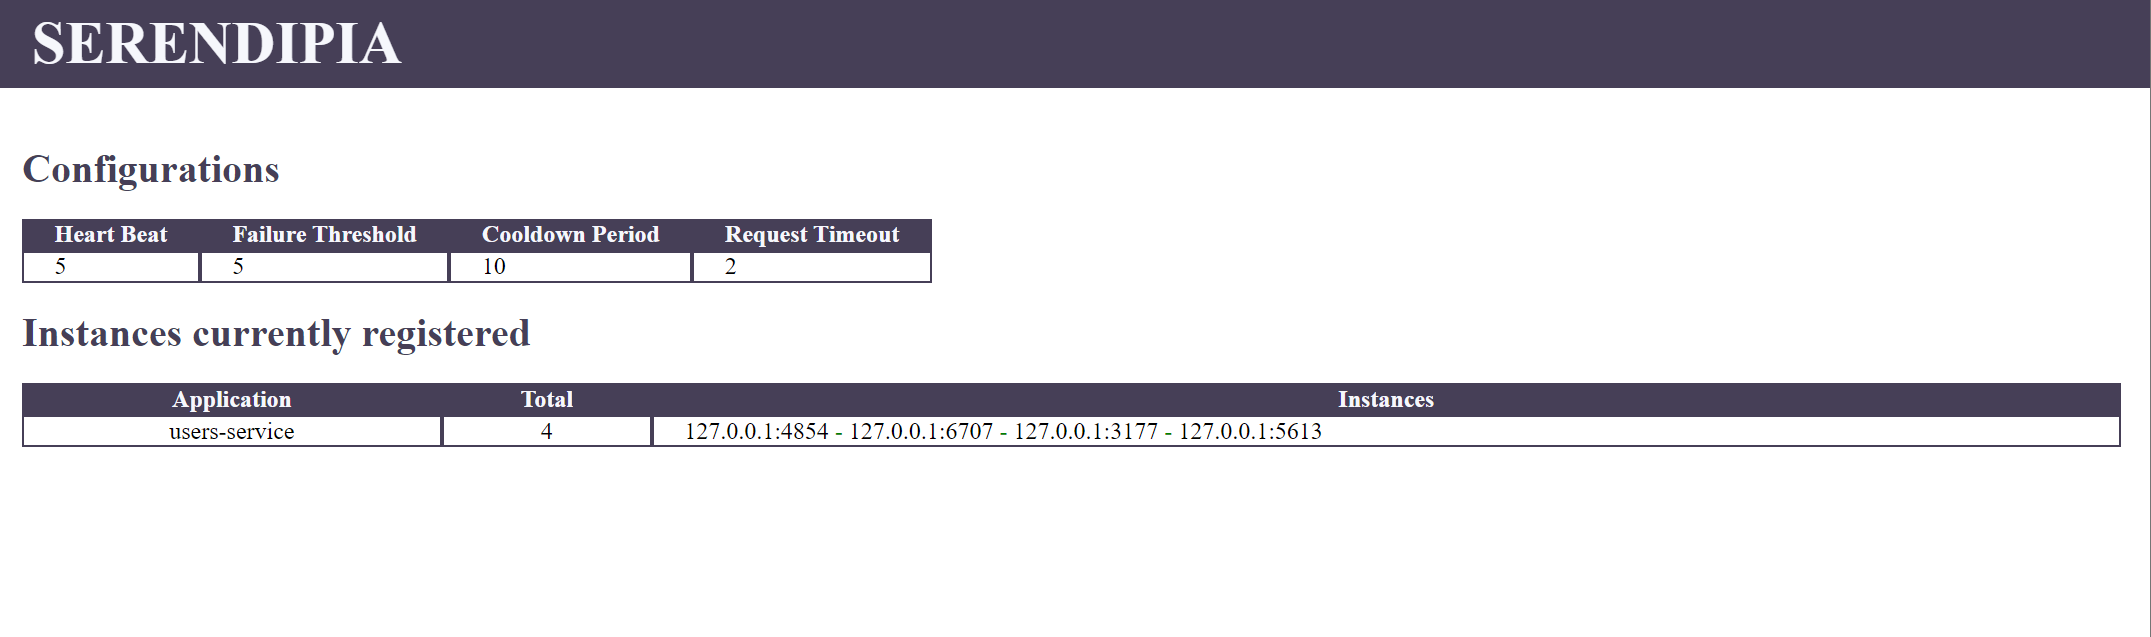 SERENDIPIA
Configurations
Heart Beat Failure Threshold Cooldown Period Request Timeout
5 5 10 2
Instances currently registered
Application Total Instances
users-service 4 127.0.0.1:4854 - 127.0.0.1:6707 - 127.0.0.1:3177 - 127.0.0.1:5613